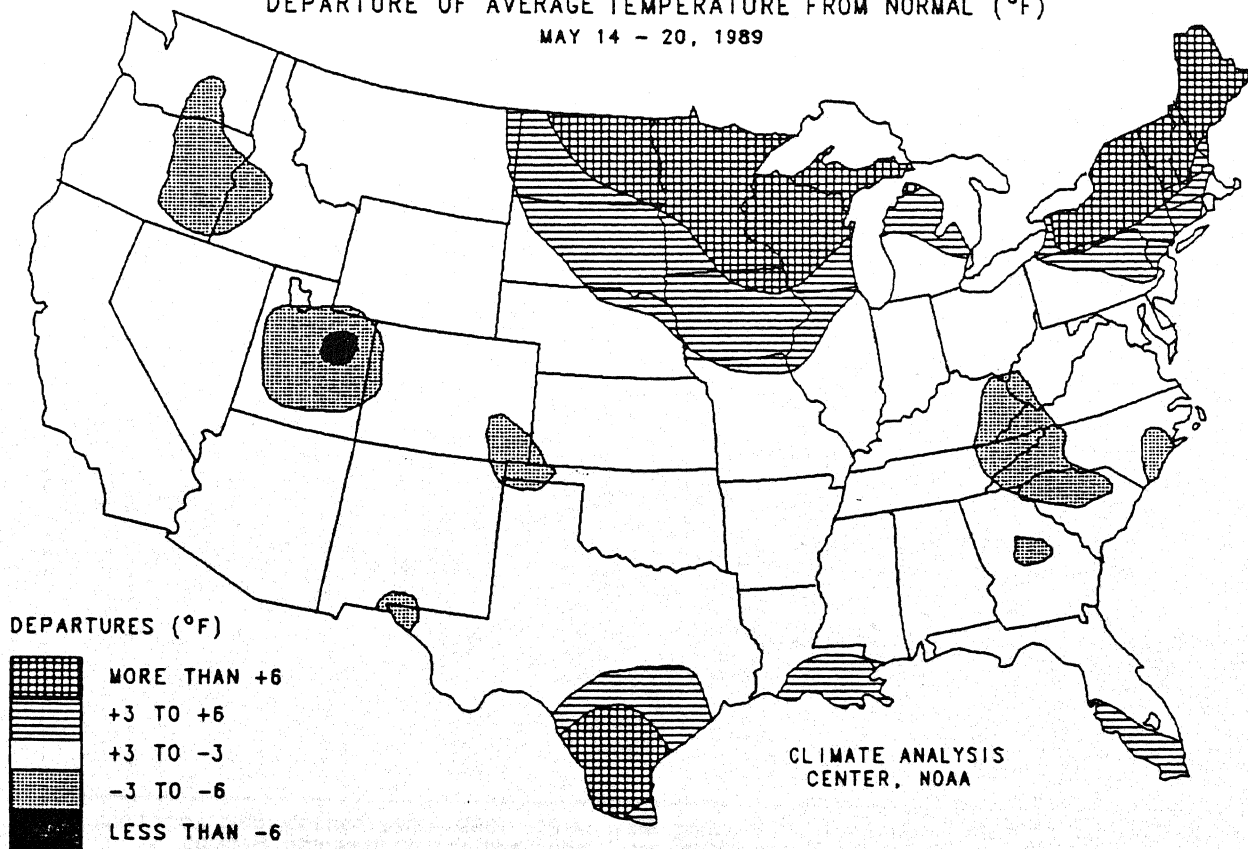 DEPARTURE OF AVERAGE TEMPERATURE FROM NORMAL (°F)
MAY 14 - 20, 1989
DEPARTURES (°F)
MORE THAN +6
+3 TO +6
+3 TO -3
-3 TO -6
LESS THAN -6
CLIMATE ANALYSIS
CENTER, NOAA